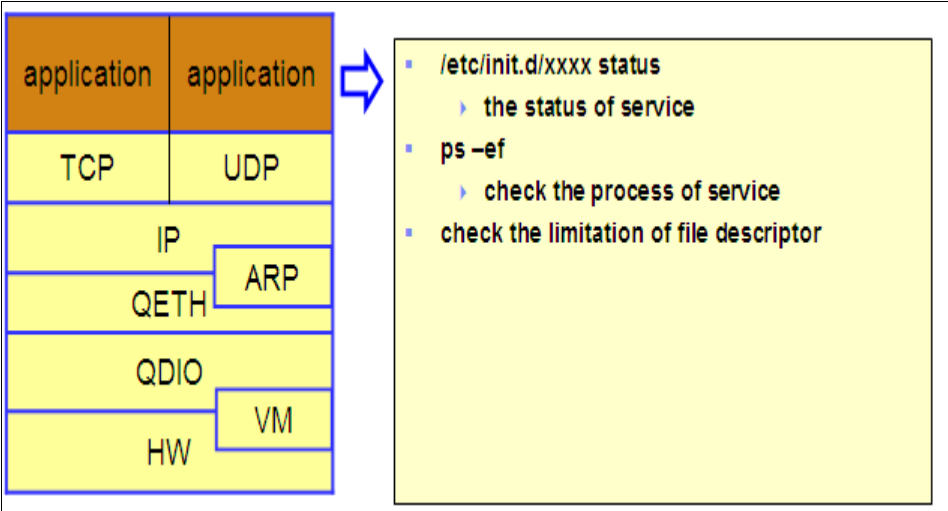 application application
TCP UDP
IP
ARP
QETH
QDIO
VM
HW
/etc/init.d/xxxx status
the status of service
ps –ef
check the process of service
check the limitation of file descriptor